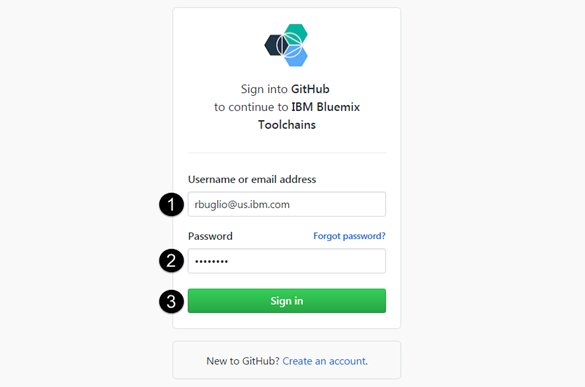 Sign into GitHub
to continue to IBM Bluemix
Toolchains
Username or email address
1 rbuglio@us.ibm.com
Password Forgot password?
2 ••••••••
3 Sign in
New to GitHub? Create an account.